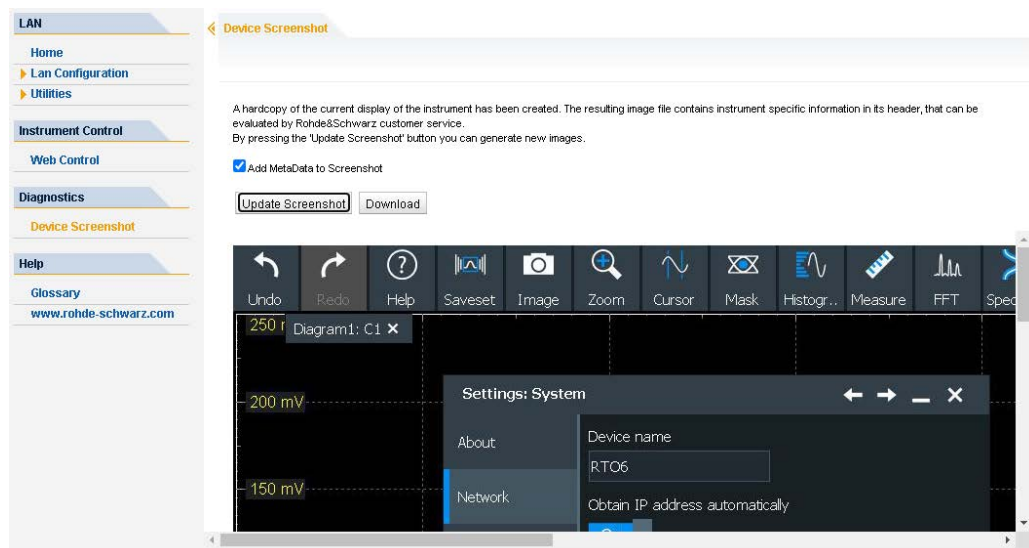 LAN
Home
Lan Configuration
Utilities
Instrument Control
Web Control
Diagnostics
Device Screenshot
Help
Glossary
www.rohde-schwarz.com
Device Screenshot
A hardcopy of the current display of the instrument has been created. The resulting image file contains instrument specific information in its header, that can be
evaluated by Rohde&Schwarz customer service.
By pressing the 'Update Screenshot' button you can generate new images.
Add MetaData to Screenshot
Update Screenshot Download
Undo Redo Help Saveset Image Zoom Cursor Mask Histogr.. Measure FFT Spec
250 Diagram1: C1
200 mV
150 mV
Settings: System
About
Network
Device name
RTO6
Obtain IP address automatically